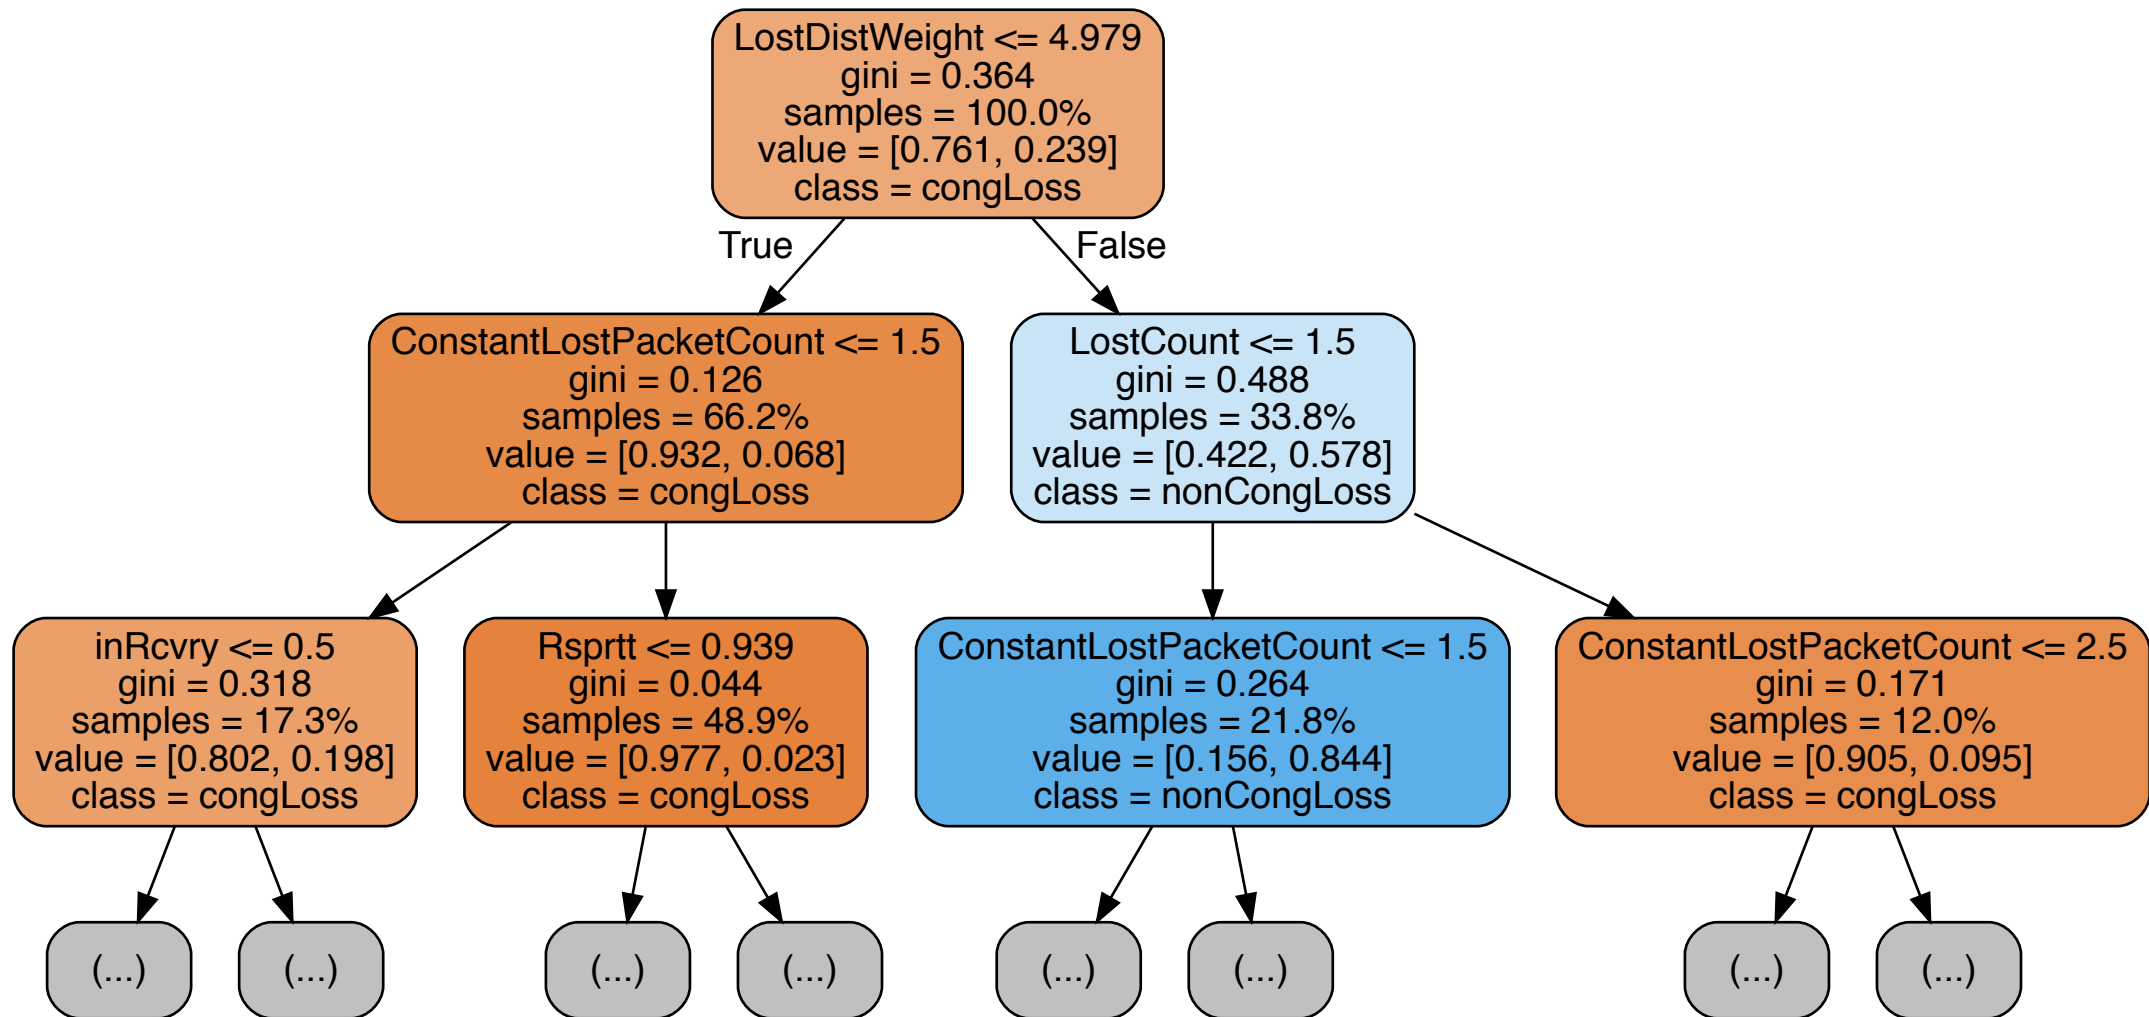 LostDistWeight <= 4.979
gini = 0.364
samples = 100.0%
value = [0.761, 0.239]
class = congLoss
True
False
ConstantLostPacketCount <= 1.5
gini = 0.126
samples = 66.2%
value = [0.932, 0.068]
class = congLoss
LostCount <= 1.5
gini = 0.488
samples = 33.8%
value = [0.422, 0.578]
class = nonCongLoss
inRcvry <= 0.5
gini = 0.318
samples = 17.3%
value = [0.802, 0.198]
class = congLoss
Rsprtt <= 0.939
gini = 0.044
samples = 48.9%
value = [0.977, 0.023]
class = congLoss
ConstantLostPacketCount <= 1.5
gini = 0.264
samples = 21.8%
value = [0.156, 0.844]
class = nonCongLoss
ConstantLostPacketCount <= 2.5
gini = 0.171
samples = 12.0%
value = [0.905, 0.095]
class = congLoss
(...)
(...)
(...)
(...)
(...)
(...)
(...)
(...)